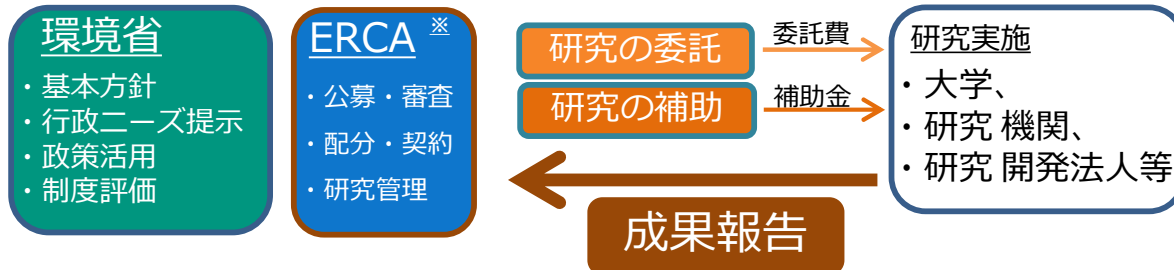 環境省
・基本方針
・行政ニーズ提示
・政策活用
・制度評価
ERCA ※
・公募・審査
・配分・契約
・研究管理
研究の委託
委託費
研究の補助
補助金
成果報告
研究実施
・大学、
・研究 機関、
・研究 開発法人等